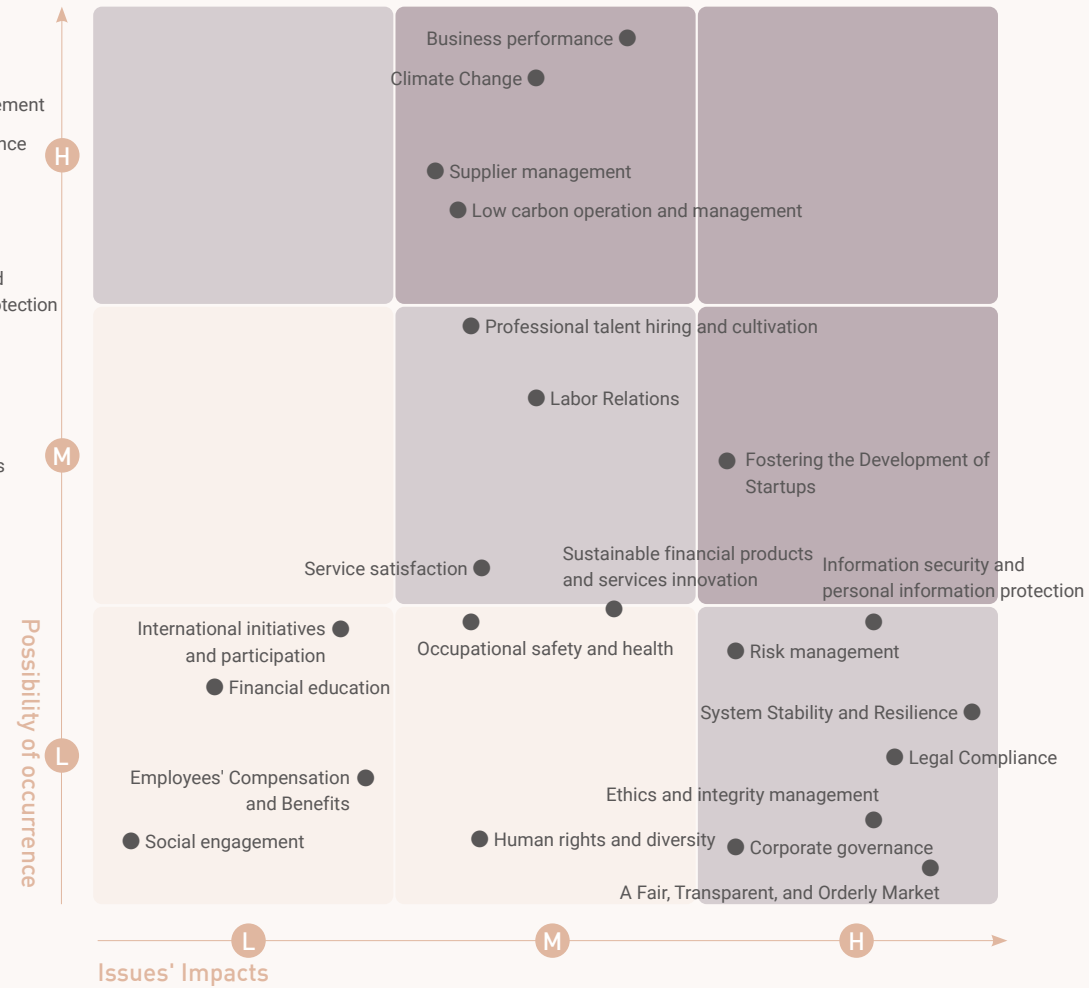 Business performance
Climate Change
ement
nce
H
Supplier management
Low carbon operation and management
d
otection
Professional talent hiring and cultivation
Labor Relations
M
s
Fostering the Development of
Startups
Service satisfaction
Sustainable financial products
and services innovation
Information security and
personal information protection
International initiatives
and participation
Occupational safety and health
Risk management
Financial education
System Stability and Resilience
L
Legal Compliance
Employees' Compensation
and Benefits
Ethics and integrity management
Social engagement
Human rights and diversity
Corporate governance
A Fair, Transparent, and Orderly Market
Possibility of occurrence
L
M
H
Issues' Impacts